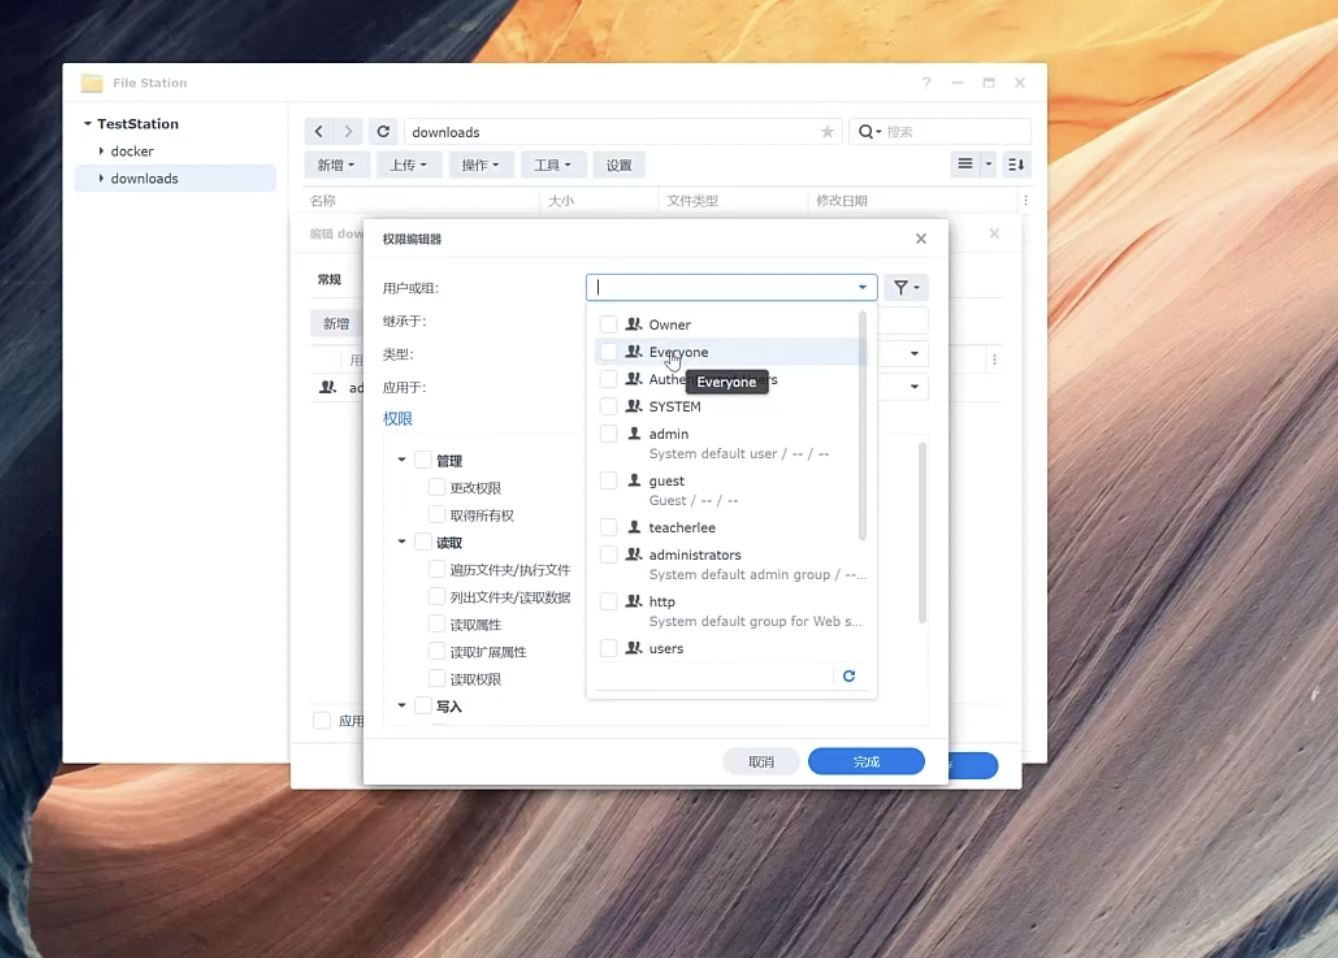 File Station
TestStation
docker
downloads
downloads
搜索
新增
上传
操作
工具
设置
名称
大小
文件类型
修改日期
编辑 dow
常规
新增
用
ad
应用
权限编辑器
用户或组:
继承于:
类型:
应用于:
权限
管理
更改权限
取得所有权
读取
遍历文件夹/执行文件
列出文件夹/读取数据
读取属性
读取扩展属性
读取权限
写入
Owner
Everyone
Everyone
SYSTEM
admin
System default user / -- / --
guest
Guest / -- / --
teacherlee
administrators
System default admin group / --...
http
System default group for Web s...
users
取消
完成